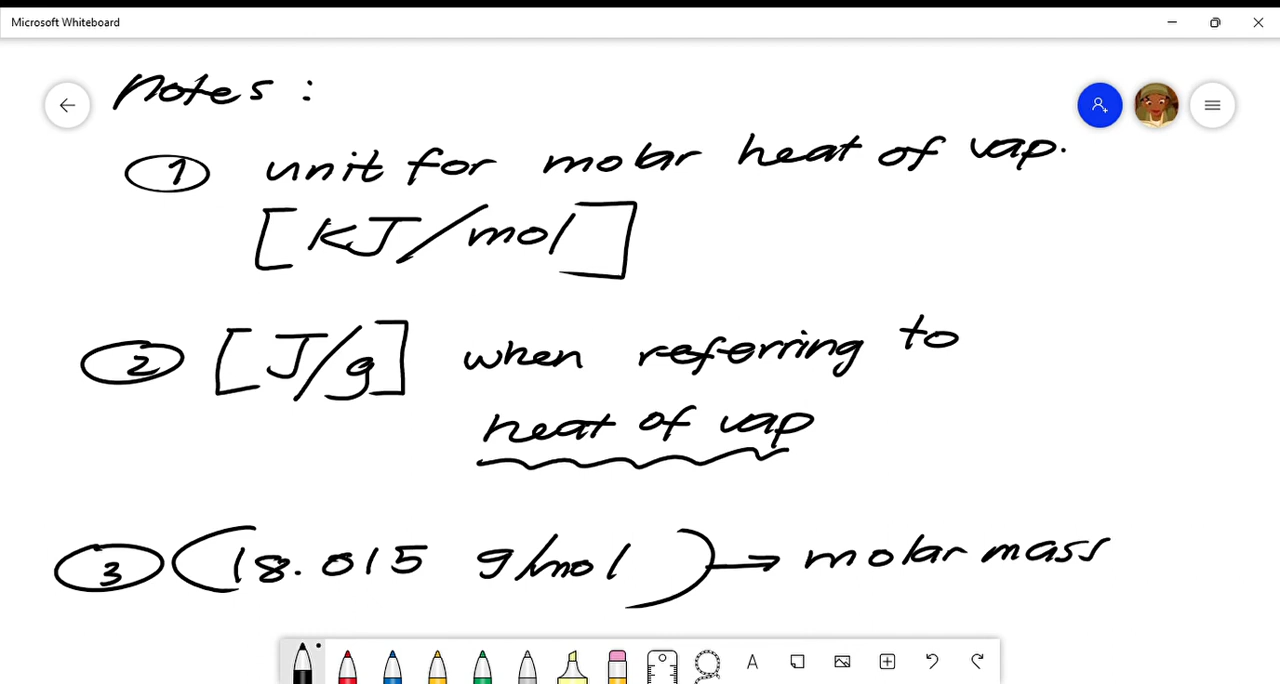 Microsoft Whiteboard
notes :
1 unit for molar heat of vap.
[kJ/mol]
2 [J/g] when referring to
heat of vap
3 (18.015 g/mol) → molar mass
A